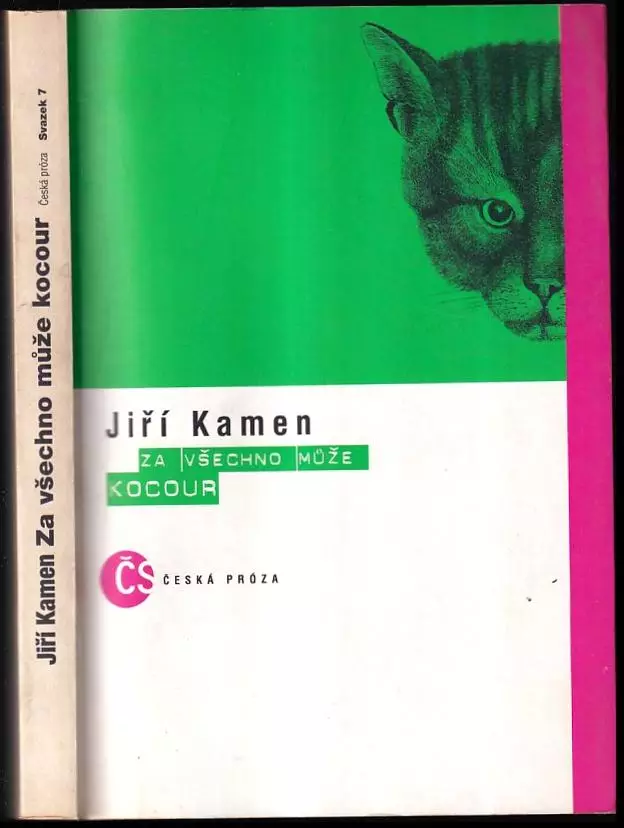 Jiří Kamen Za všechno může kocour Česká próza Svazek 7
Jiří Kamen
ZA VŠECHNO MŮŽE
KOCOUR
ČS ČESKÁ PRÓZA